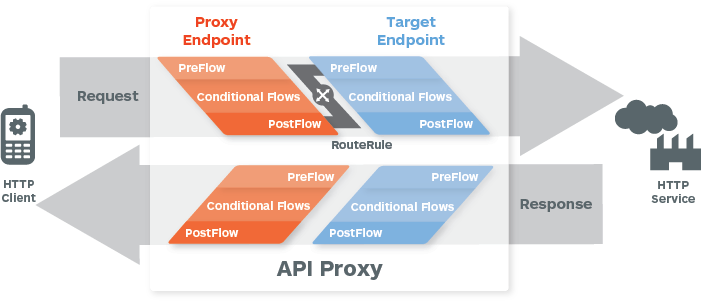 Proxy
Endpoint
Target
Endpoint
Request
PreFlow
Conditional Flows
PostFlow
RouteRule
PreFlow
Conditional Flows
PostFlow
HTTP
Client
HTTP
Service
PreFlow
Conditional Flows
PostFlow
PreFlow
Conditional Flows
PostFlow
Response
API Proxy